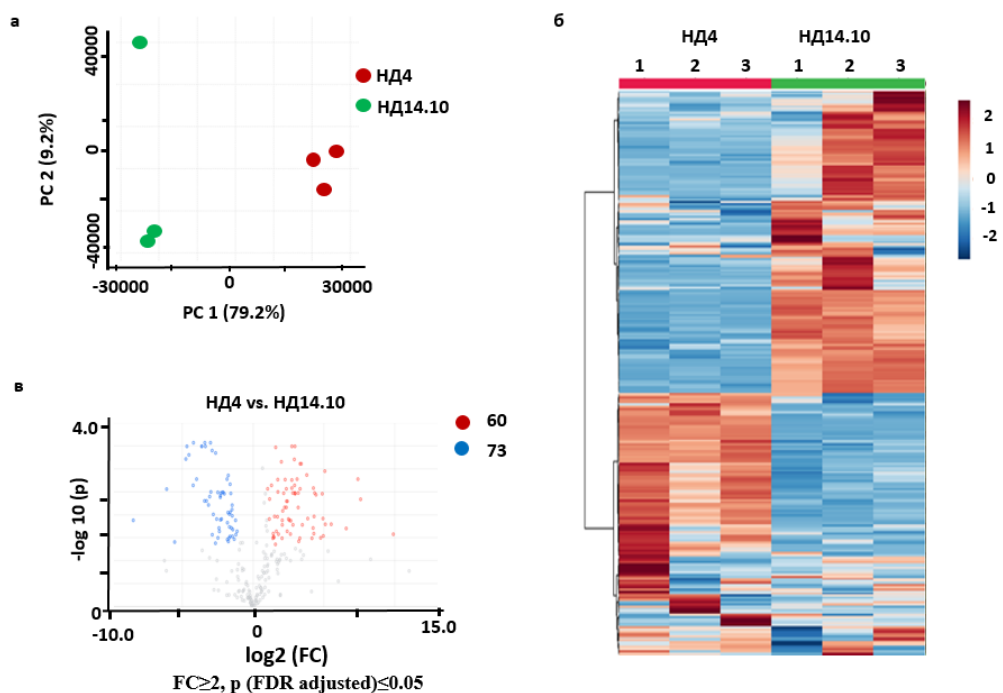 а
40000
0
-40000
PC 2 (9.2%)
-30000
0
30000
PC 1 (79.2%)
НД4
НД14.10
б
НД4
НД14.10
1
2
3
1
2
3
2
1
0
-1
-2
в
НД4 vs. НД14.10
60
73
4.0
-log 10 (p)
0
-10.0
0
15.0
log2 (FC)
FC≥2, p (FDR adjusted)≤0.05